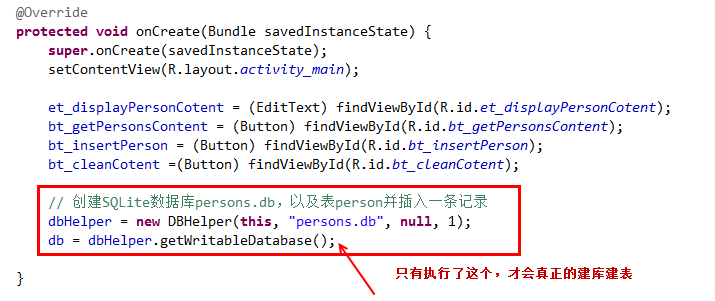 @Override
protected void onCreate(Bundle savedInstanceState) {
super.onCreate(savedInstanceState);
setContentView(R.layout.activity_main);
et_displayPersonCotent = (EditText) findViewById(R.id.et_displayPersonCotent);
bt_getPersonsContent = (Button) findViewById(R.id.bt_getPersonsContent);
bt_insertPerson = (Button) findViewById(R.id.bt_insertPerson);
bt_cleanCotent =(Button) findViewById(R.id.bt_cleanCotent);
// 创建SQLite数据库persons.db，以及表person并插入一条记录
dbHelper = new DBHelper(this, "persons.db", null, 1);
db = dbHelper.getWritableDatabase();
只有执行了这个，才会真正的建库建表
}